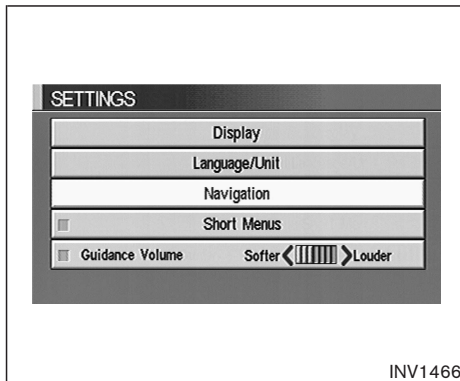 SETTINGS
Display
Language/Unit
Navigation
Short Menus
Guidance Volume Softer Louder
INV1466